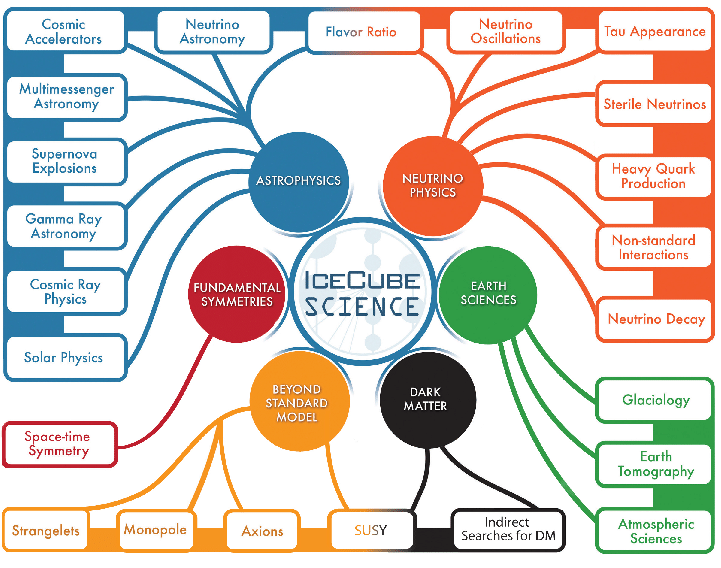 Cosmic
Accelerators
Neutrino
Astronomy
Flavor Ratio
Neutrino
Oscillations
Tau Appearance
Multimessenger
Astronomy
Sterile Neutrinos
Supernova
Explosions
ASTROPHYSICS
NEUTRINO
PHYSICS
Heavy Quark
Production
Gamma Ray
Astronomy
Non-standard
Interactions
Cosmic Ray
Physics
FUNDAMENTAL
SYMMETRIES
ICECUBE
SCIENCE
EARTH
SCIENCES
Neutrino Decay
Solar Physics
BEYOND
STANDARD
MODEL
DARK
MATTER
Glaciology
Space-time
Symmetry
Earth
Tomography
Strangelets
Monopole
Axions
SUSY
Indirect
Searches for DM
Atmospheric
Sciences